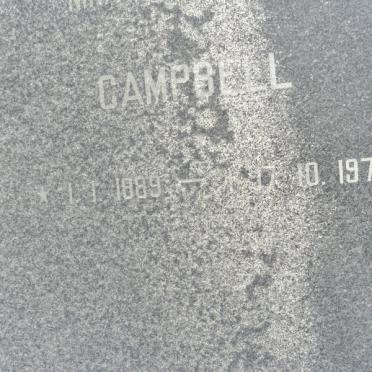 CAMPBELL
* 1. 1. 1889 — † 17. 10. 197